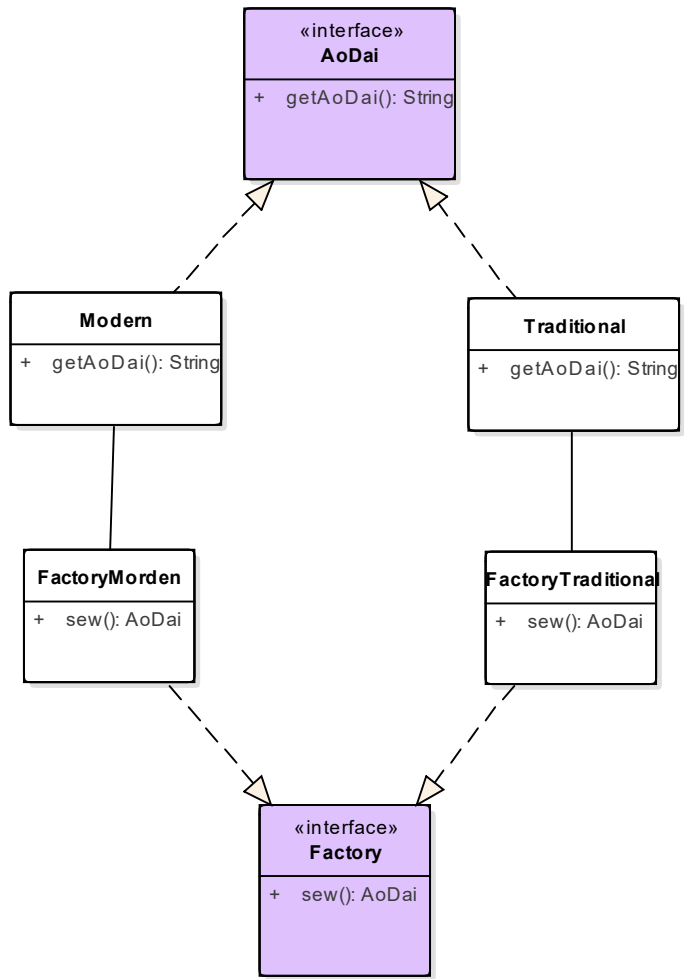 «interface»
AoDai
+ getAoDai(): String
Modern
+ getAoDai(): String
Traditional
+ getAoDai(): String
FactoryMorden
+ sew(): AoDai
FactoryTraditional
+ sew(): AoDai
«interface»
Factory
+ sew(): AoDai